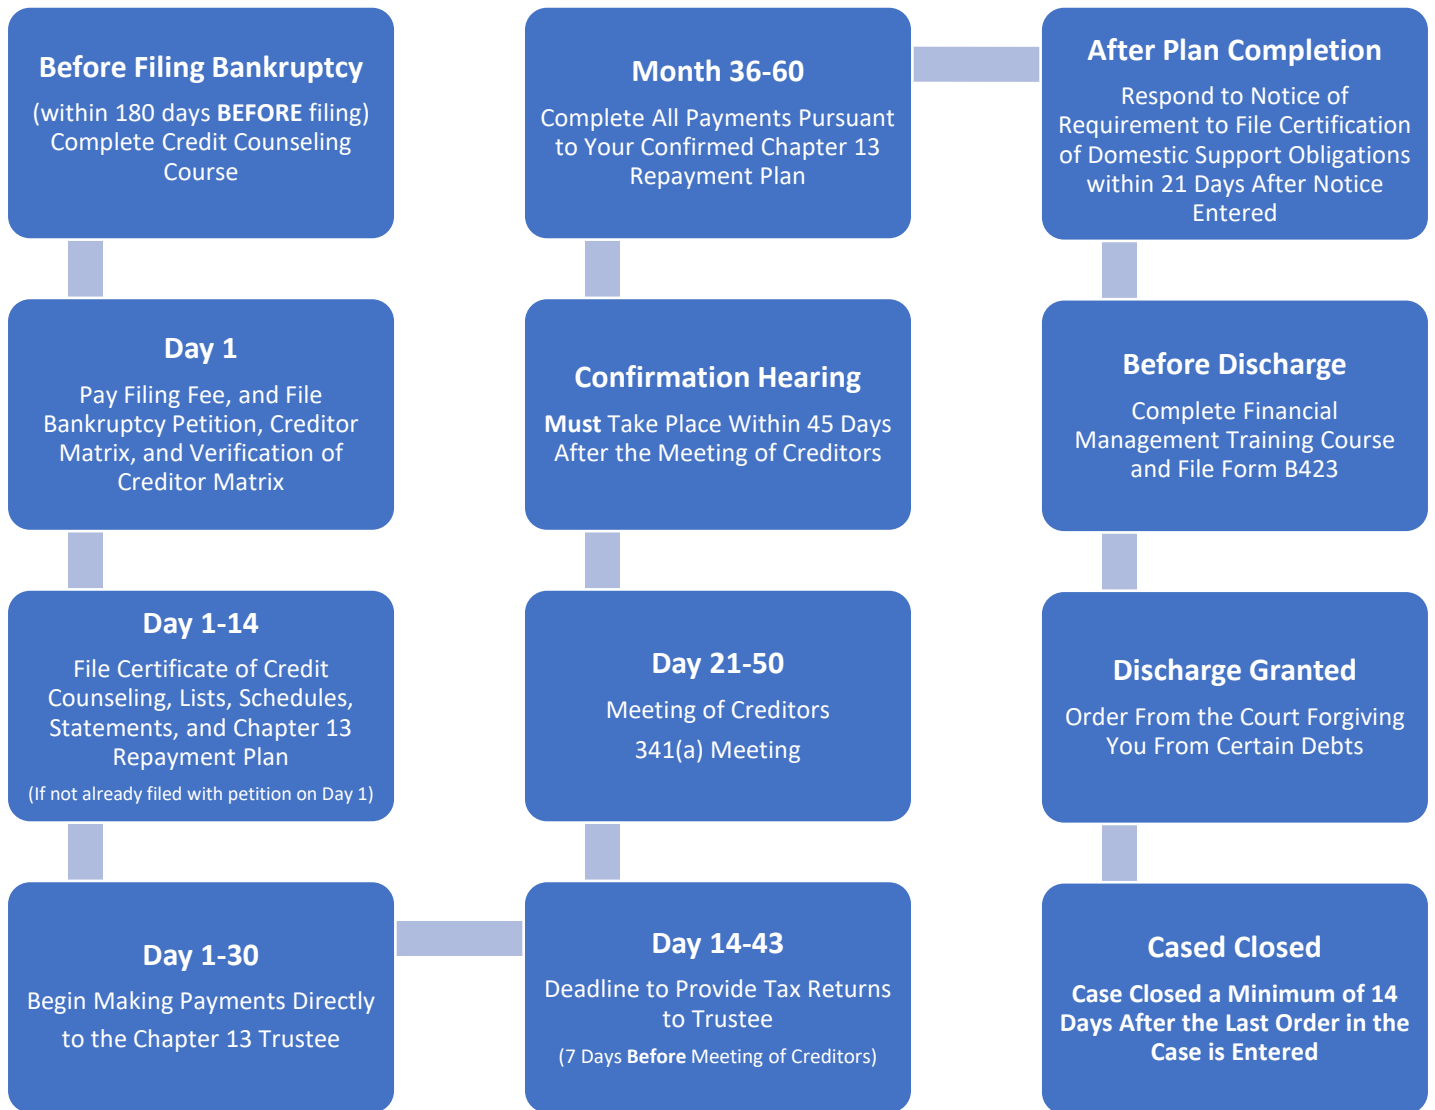 Before Filing Bankruptcy
(within 180 days BEFORE filing)
Complete Credit Counseling
Course
Day 1
Pay Filing Fee, and File
Bankruptcy Petition, Creditor
Matrix, and Verification of
Creditor Matrix
Day 1-14
File Certificate of Credit
Counseling, Lists, Schedules,
Statements, and Chapter 13
Repayment Plan
(If not already filed with petition on Day 1)
Day 1-30
Begin Making Payments Directly
to the Chapter 13 Trustee
Day 14-43
Deadline to Provide Tax Returns
to Trustee
(7 Days Before Meeting of Creditors)
Day 21-50
Meeting of Creditors
341(a) Meeting
Confirmation Hearing
Must Take Place Within 45 Days
After the Meeting of Creditors
Month 36-60
Complete All Payments Pursuant
to Your Confirmed Chapter 13
Repayment Plan
After Plan Completion
Respond to Notice of
Requirement to File Certification
of Domestic Support Obligations
within 21 Days After Notice
Entered
Before Discharge
Complete Financial
Management Training Course
and File Form B423
Discharge Granted
Order From the Court Forgiving
You From Certain Debts
Cased Closed
Case Closed a Minimum of 14
Days After the Last Order in the
Case is Entered